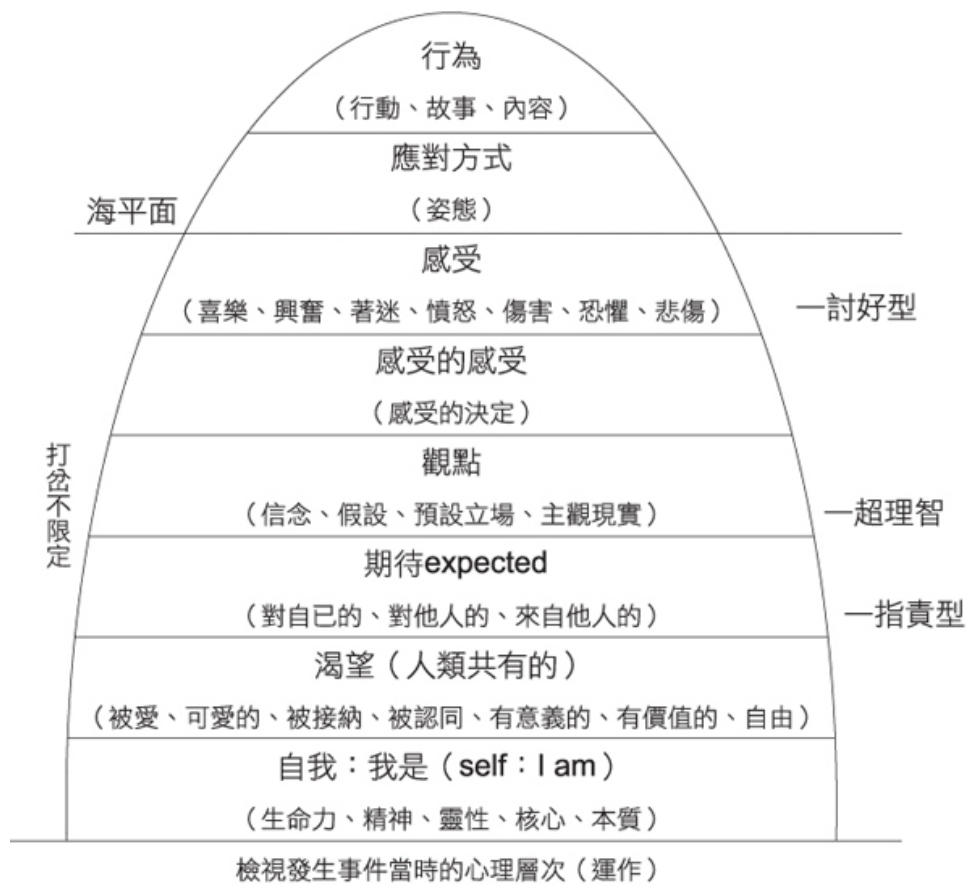 行為
（行動、故事、內容）
應對方式
海平面
（姿態）
感受
（喜樂、興奮、著迷、憤怒、傷害、恐懼、悲傷）
—討好型
感受的感受
（感受的決定）
打岔不限定
觀點
（信念、假設、預設立場、主觀現實）
—超理智
期待expected
（對自已的、對他人的、來自他人的）
—指責型
渴望（人類共有的）
（被愛、可愛的、被接納、被認同、有意義的、有價值的、自由）
自我：我是（self：I am）
（生命力、精神、靈性、核心、本質）
檢視發生事件當時的心理層次（運作）